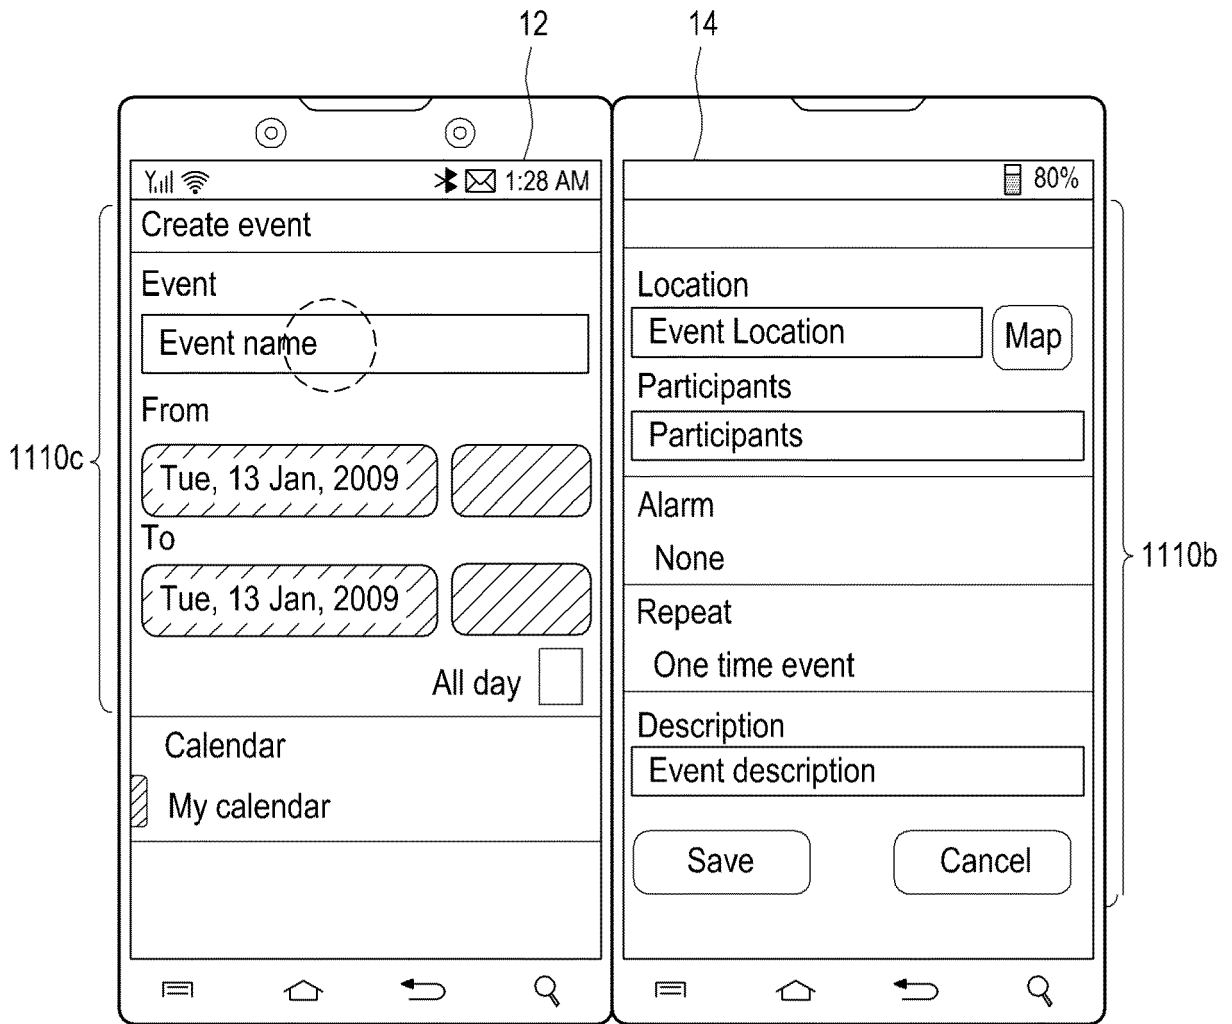 12
14
1:28 AM
80%
Create event
Event
Event name
From
Tue, 13 Jan, 2009
To
Tue, 13 Jan, 2009
All day
Calendar
My calendar
1110c
Location
Event Location
Map
Participants
Participants
Alarm
None
Repeat
One time event
Description
Event description
Save
Cancel
1110b